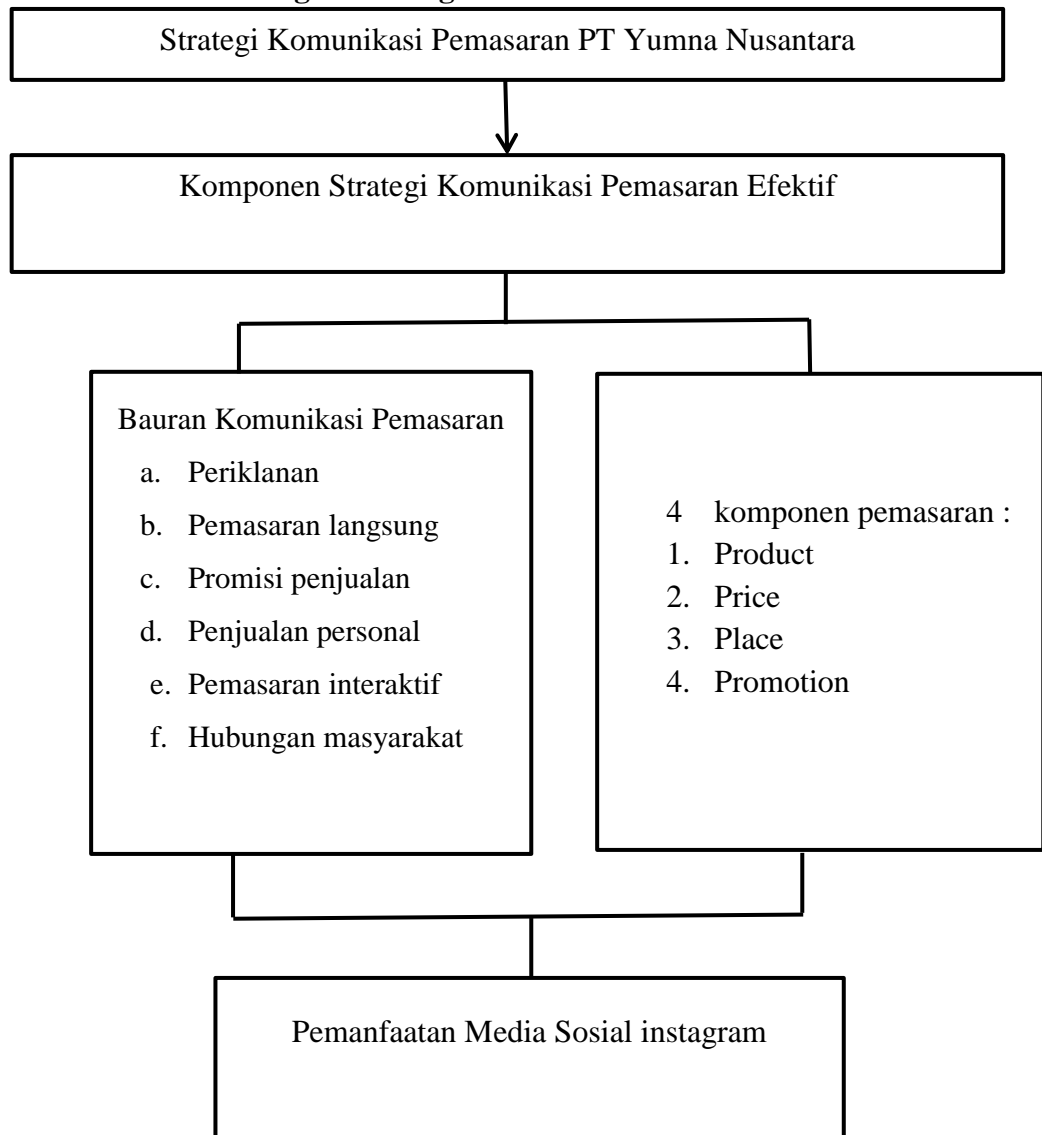 Strategi Komunikasi Pemasaran PT Yumna Nusantara
Komponen Strategi Komunikasi Pemasaran Efektif
Bauran Komunikasi Pemasaran
a. Periklanan
b. Pemasaran langsung
c. Promisi penjualan
d. Penjualan personal
e. Pemasaran interaktif
f. Hubungan masyarakat
4 komponen pemasaran :
1. Product
2. Price
3. Place
4. Promotion
Pemanfaatan Media Sosial instagram